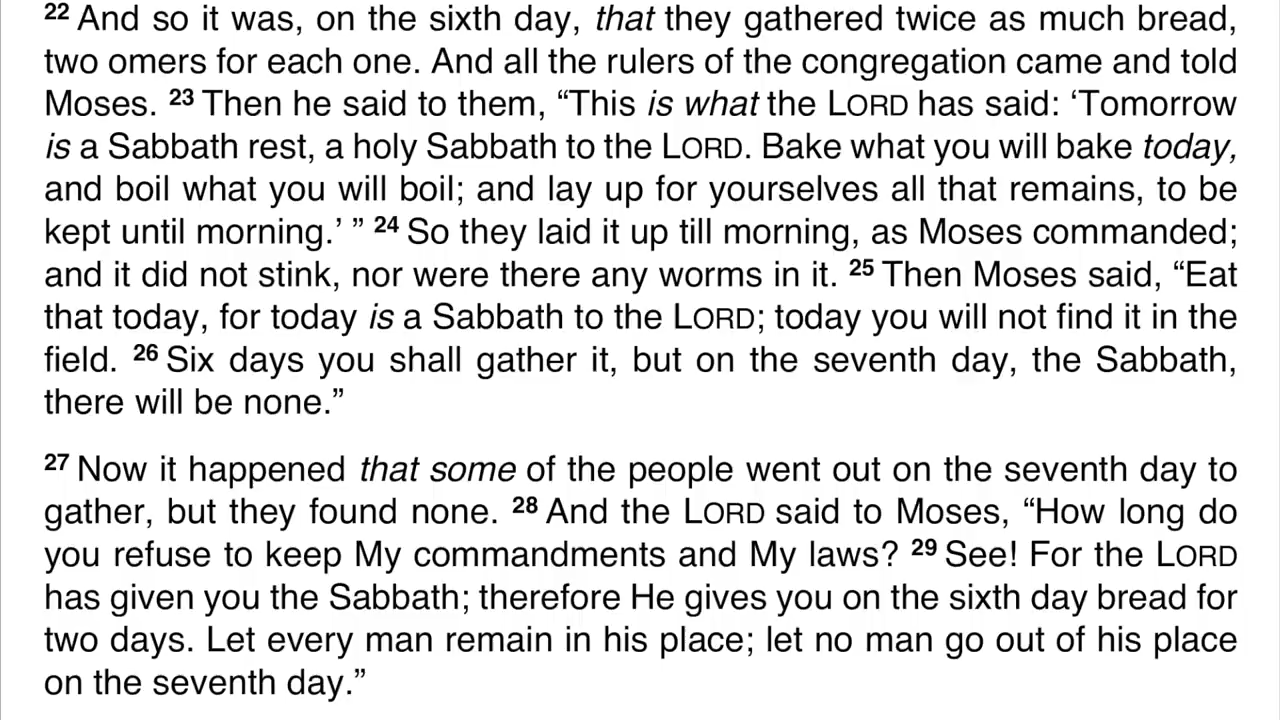 22 And so it was, on the sixth day, that they gathered twice as much bread,
two omers for each one. And all the rulers of the congregation came and told
Moses. 23 Then he said to them, “This is what the LORD has said: ‘Tomorrow
is a Sabbath rest, a holy Sabbath to the LORD. Bake what you will bake today,
and boil what you will boil; and lay up for yourselves all that remains, to be
kept until morning.’ ” 24 So they laid it up till morning, as Moses commanded;
and it did not stink, nor were there any worms in it. 25 Then Moses said, “Eat
that today, for today is a Sabbath to the LORD; today you will not find it in the
field. 26 Six days you shall gather it, but on the seventh day, the Sabbath,
there will be none.”
27 Now it happened that some of the people went out on the seventh day to
gather, but they found none. 28 And the LORD said to Moses, “How long do
you refuse to keep My commandments and My laws? 29 See! For the LORD
has given you the Sabbath; therefore He gives you on the sixth day bread for
two days. Let every man remain in his place; let no man go out of his place
on the seventh day.”